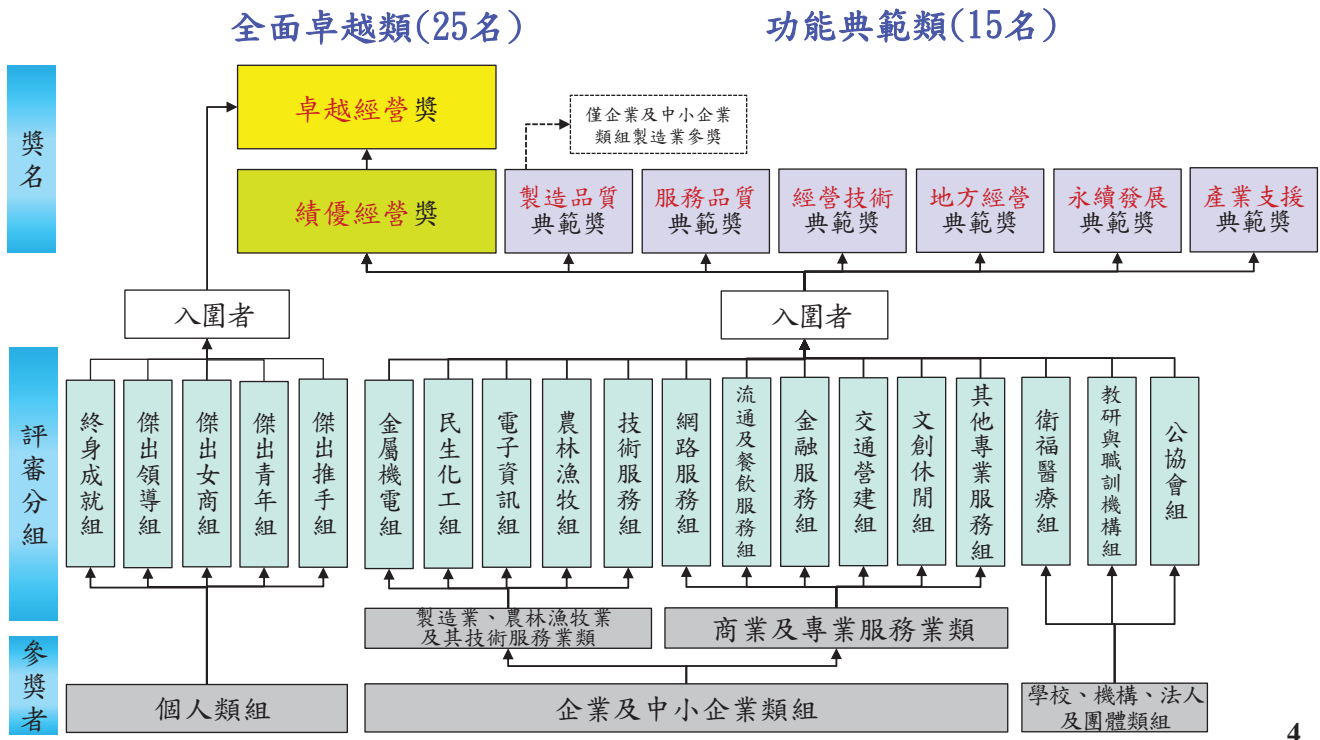 全面卓越類(25名)
功能典範類(15名)
獎名
卓越經營獎
僅企業及中小企業
類組製造業參獎
績優經營獎
製造品質
典範獎
服務品質
典範獎
經營技術
典範獎
地方經營
典範獎
永續發展
典範獎
產業支援
典範獎
入圍者
入圍者
評審分組
終身成就組
傑出領導組
傑出女商組
傑出青年組
傑出推手組
金屬機電組
民生化工組
電子資訊組
農林漁牧組
技術服務組
網路服務組
流通及餐飲服務組
金融服務組
交通營建組
文創休閒組
其他專業服務組
衛福醫療組
教研與職訓機構組
公協會組
製造業、農林漁牧業
及其技術服務業類
商業及專業服務業類
參獎者
個人類組
企業及中小企業類組
學校、機構、法人
及團體類組
4